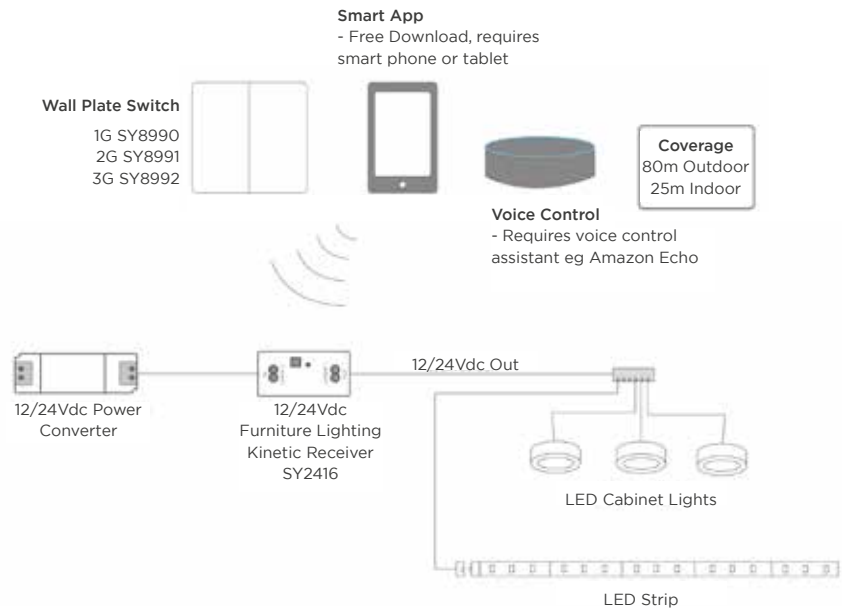 Smart App
- Free Download, requires
smart phone or tablet
Wall Plate Switch
1G SY8990
2G SY8991
3G SY8992
Coverage
80m Outdoor
25m Indoor
Voice Control
- Requires voice control
assistant eg Amazon Echo
12/24Vdc Out
12/24Vdc Power
Converter
12/24Vdc
Furniture Lighting
Kinetic Receiver
SY2416
LED Cabinet Lights
LED Strip